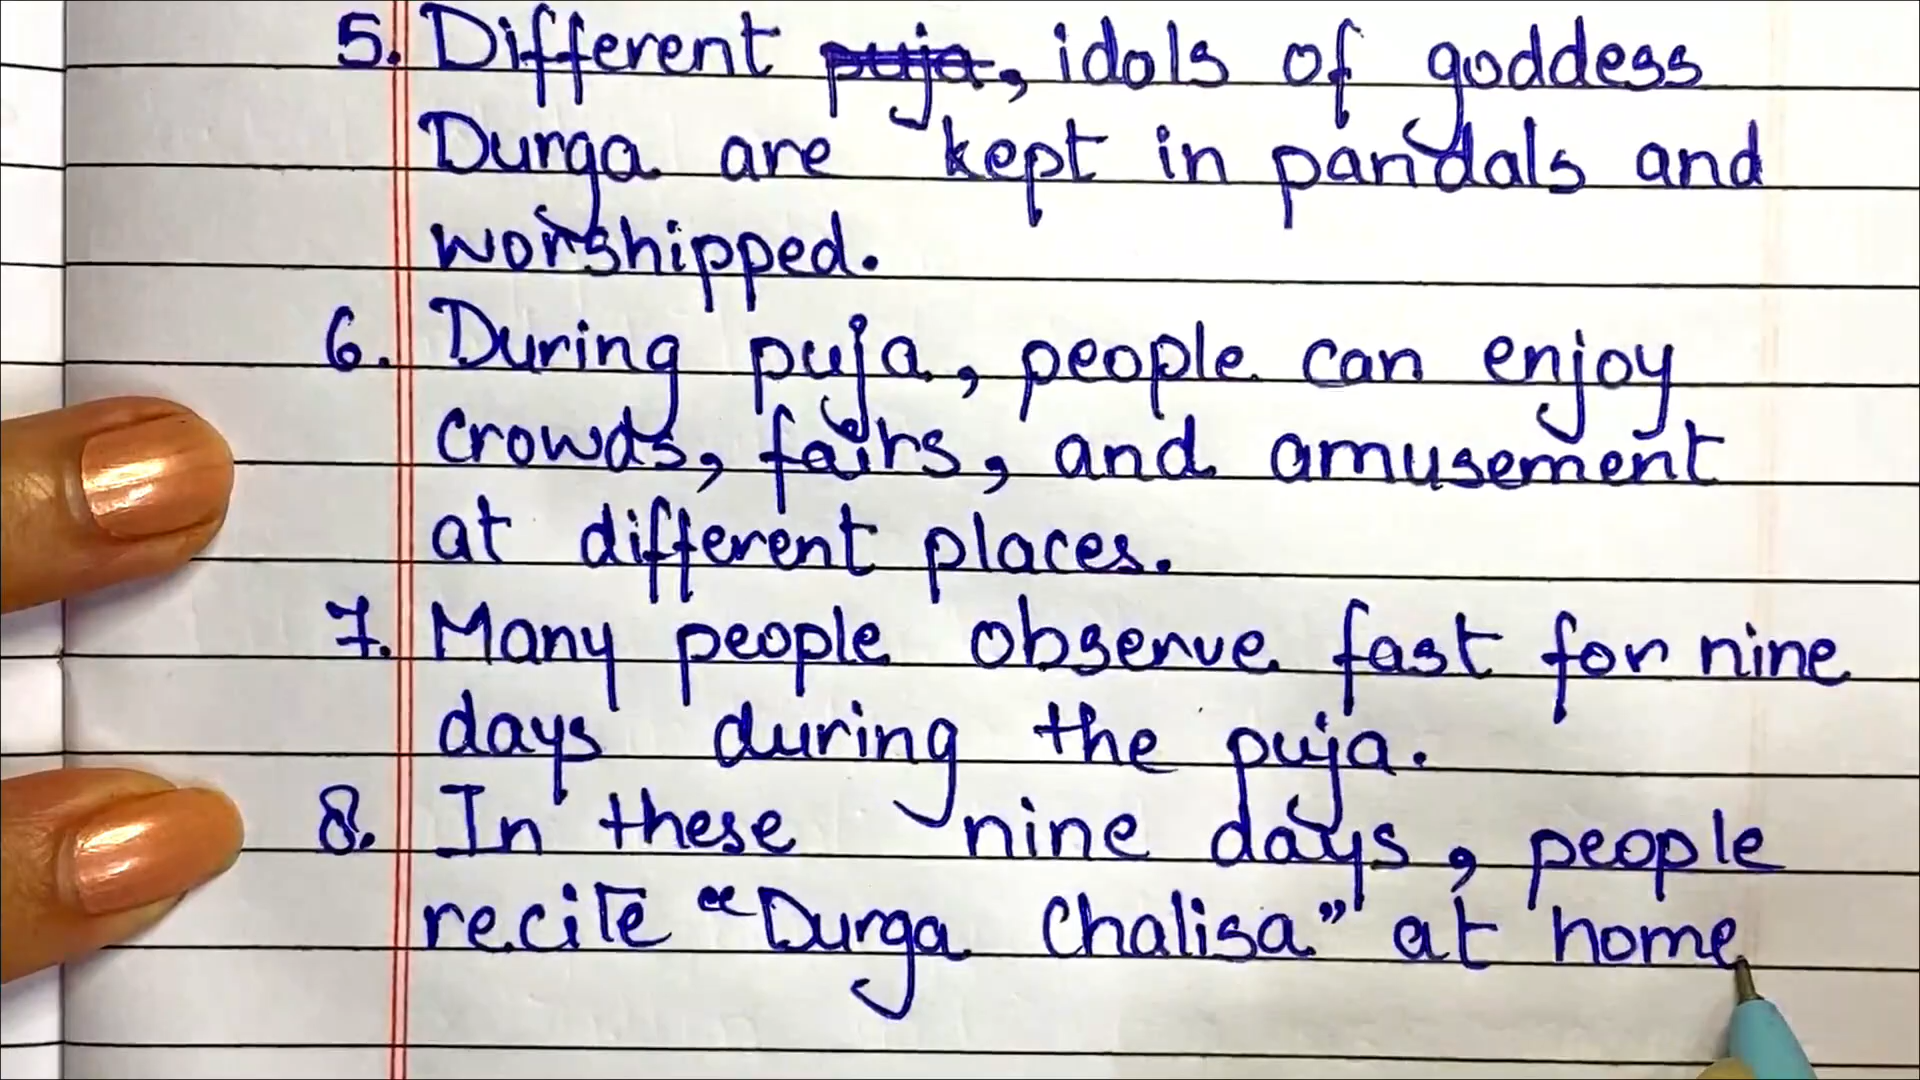 5. Different puja, idols of goddess
Durga are kept in pandals and
worshipped.
6. During puja, people can enjoy
crowds, fairs, and amusement
at different places.
7. Many people observe fast for nine
days during the puja.
8. In these nine days, people
recite “Durga Chalisa” at home